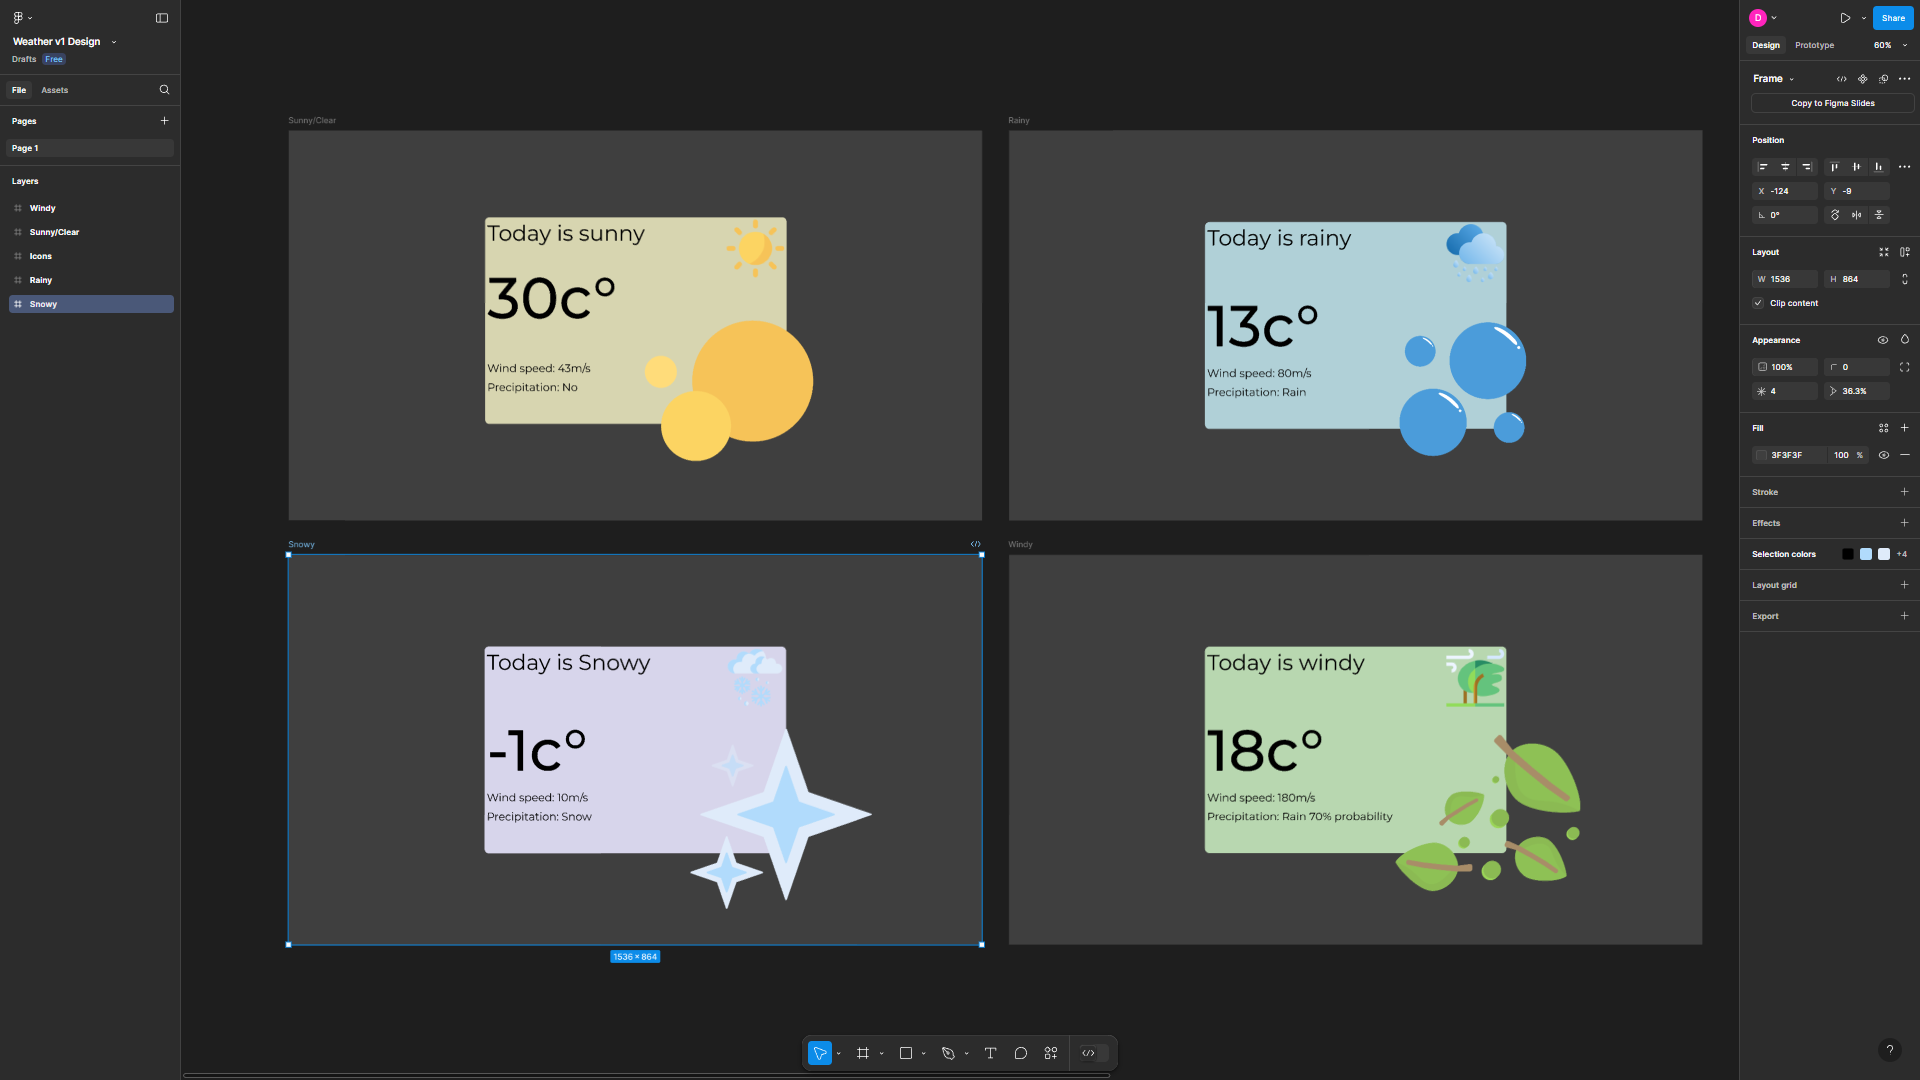 Weather v1 Design
Drafts Free
File Assets
Pages
Page 1
Layers
Windy
Sunny/Clear
Icons
Rainy
Snowy
Sunny/Clear
Today is sunny
30c°
Wind speed: 43m/s
Precipitation: No
Rainy
Today is rainy
13c°
Wind speed: 80m/s
Precipitation: Rain
Snowy
Today is Snowy
-1c°
Wind speed: 10m/s
Precipitation: Snow
1536 × 864
Windy
Today is windy
18c°
Wind speed: 180m/s
Precipitation: Rain 70% probability
D
Share
Design Prototype 60%
Frame
Copy to Figma Slides
Position
X -124 Y -9
0°
Layout
W 1536 H 864
Clip content
Appearance
100% 0
4 36.3%
Fill
3F3F3F 100 %
Stroke
Effects
Selection colors +4
Layout grid
Export
?